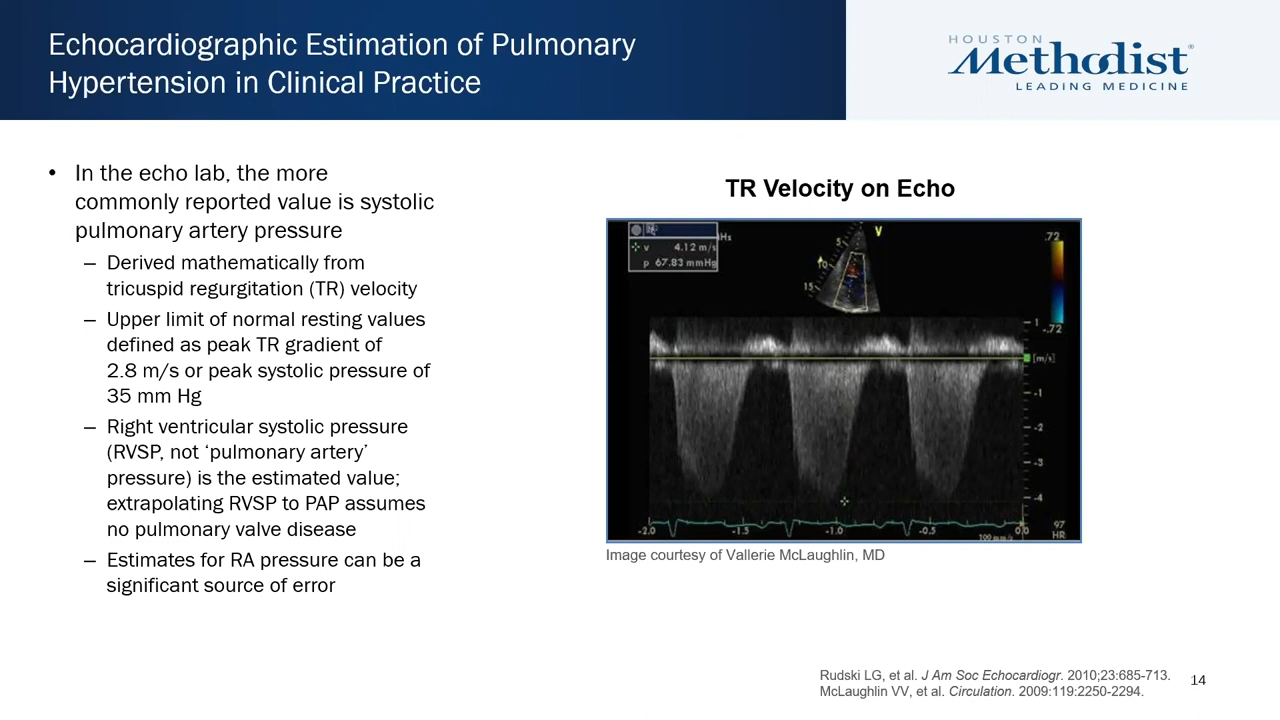 Echocardiographic Estimation of Pulmonary
Hypertension in Clinical Practice
HOUSTON
Methodist®
LEADING MEDICINE
• In the echo lab, the more
commonly reported value is systolic
pulmonary artery pressure
– Derived mathematically from
tricuspid regurgitation (TR) velocity
– Upper limit of normal resting values
defined as peak TR gradient of
2.8 m/s or peak systolic pressure of
35 mm Hg
– Right ventricular systolic pressure
(RVSP, not ‘pulmonary artery’
pressure) is the estimated value;
extrapolating RVSP to PAP assumes
no pulmonary valve disease
– Estimates for RA pressure can be a
significant source of error
TR Velocity on Echo
Hs
v 4.12 m/s
p 67.83 mmHg
V
5
10
15
.72
-.72
1
[m/s]
-1
-2
-3
-4
-2.0 -1.5 -1.0 -0.5 0.0
100 mm/s
97
HR
Image courtesy of Vallerie McLaughlin, MD
Rudski LG, et al. J Am Soc Echocardiogr. 2010;23:685-713.
McLaughlin VV, et al. Circulation. 2009:119:2250-2294.
14